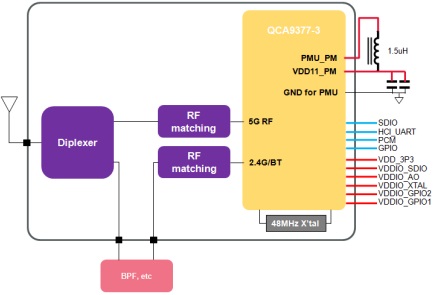 QCA9377-3
PMU_PM
1.5uH
VDD11_PM
GND for PMU
RF
matching
5G RF
Diplexer
RF
matching
2.4G/BT
SDIO
HCI_UART
PCM
GPIO
VDD_3P3
VDDIO_SDIO
VDDIO_AO
VDDIO_XTAL
VDDIO_GPIO2
VDDIO_GPIO1
48MHz X'tal
BPF, etc